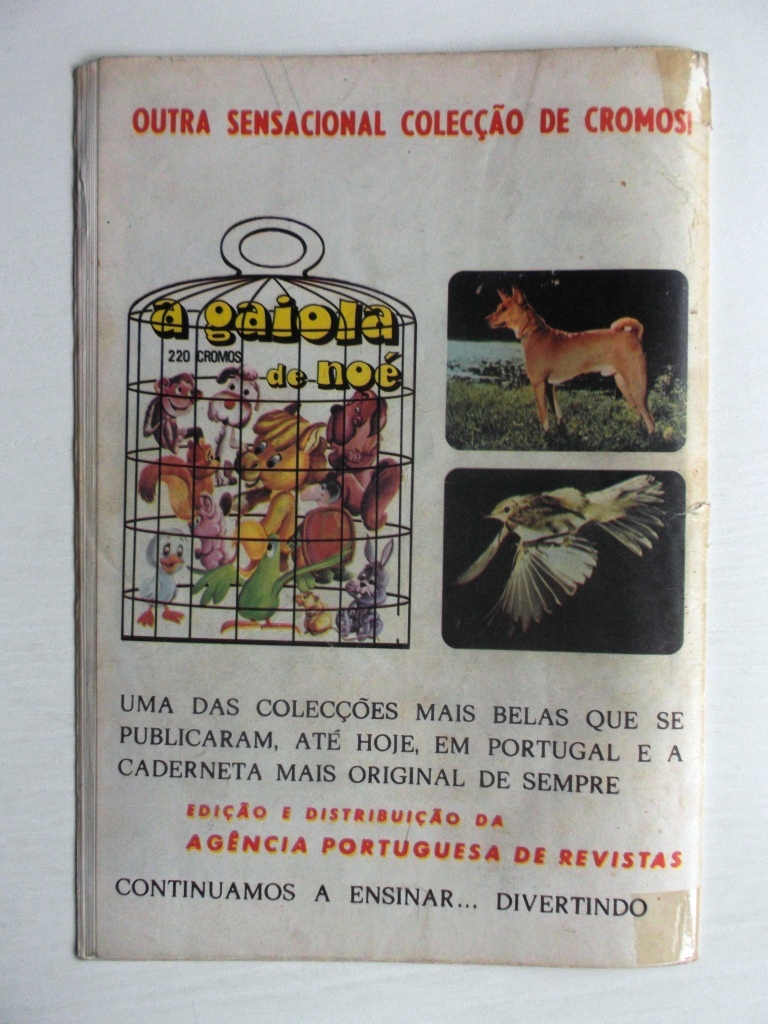 OUTRA SENSACIONAL COLECÇÃO DE CROMOS!
a gaiola
220 CROMOS
de noé
UMA DAS COLECÇÕES MAIS BELAS QUE SE
PUBLICARAM, ATÉ HOJE, EM PORTUGAL E A
CADERNETA MAIS ORIGINAL DE SEMPRE
EDIÇÃO E DISTRIBUIÇÃO DA
AGÊNCIA PORTUGUESA DE REVISTAS
CONTINUAMOS A ENSINAR... DIVERTINDO